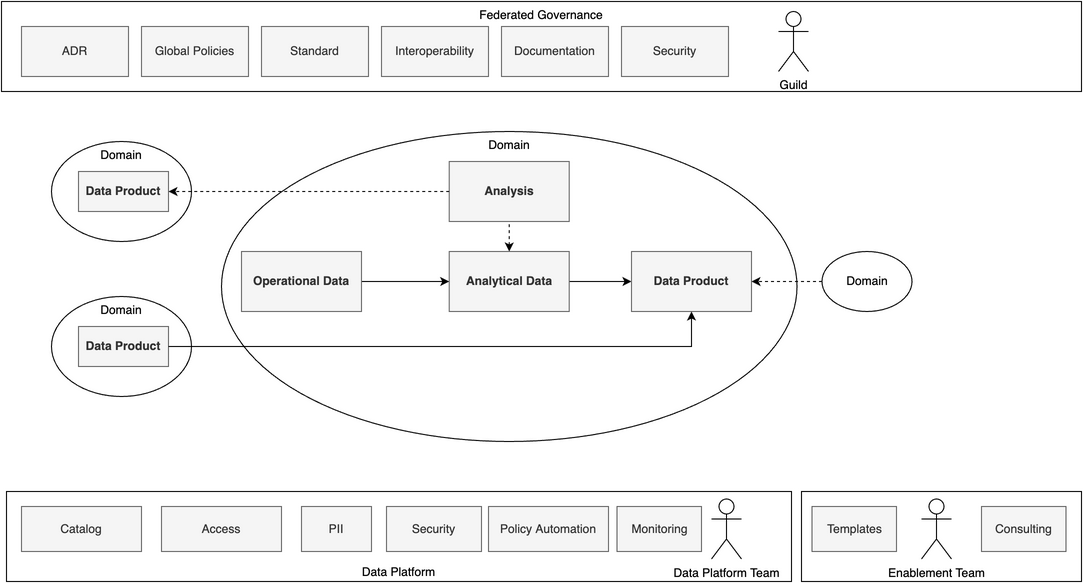 Federated Governance
ADR
Global Policies
Standard
Interoperability
Documentation
Security
Guild
Domain
Data Product
Domain
Analysis
Operational Data
Analytical Data
Data Product
Domain
Domain
Data Product
Catalog
Access
PII
Security
Policy Automation
Monitoring
Data Platform
Data Platform Team
Templates
Consulting
Enablement Team